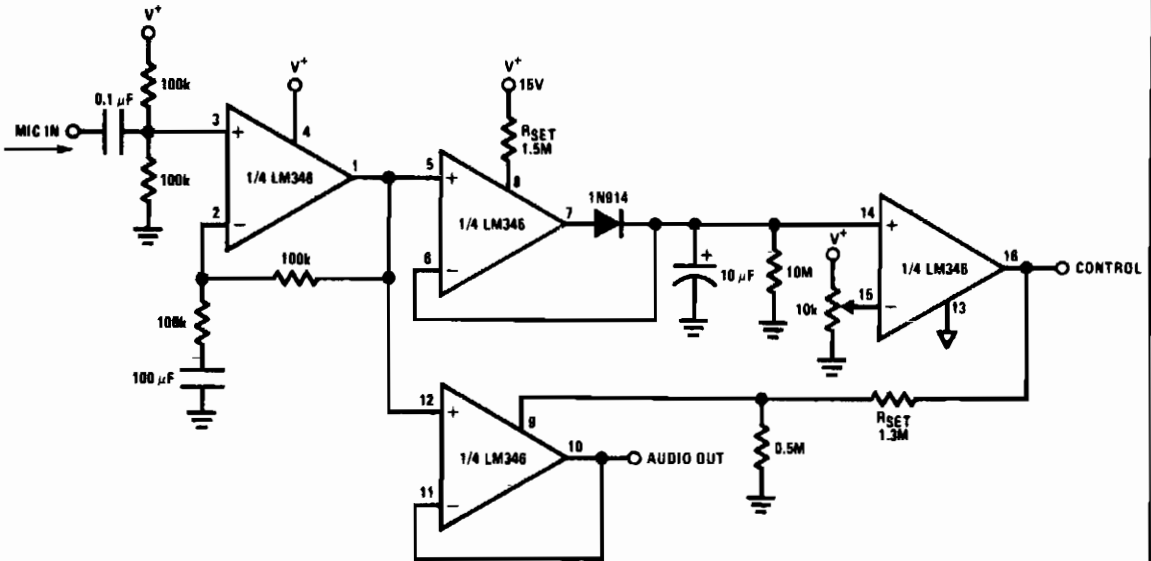 V+
100k
0.1 µF
MIC IN
100k
V+
3
+
4
1/4 LM346
1
2
−
100k
100k
100 µF
V+
15V
RSET
1.5M
5
+
8
1/4 LM346
7
6
−
1N914
+
10 µF
10M
V+
10k
14
+
1/4 LM346
16
15
−
13
CONTROL
12
+
9
1/4 LM346
10
11
−
AUDIO OUT
0.5M
RSET
1.3M